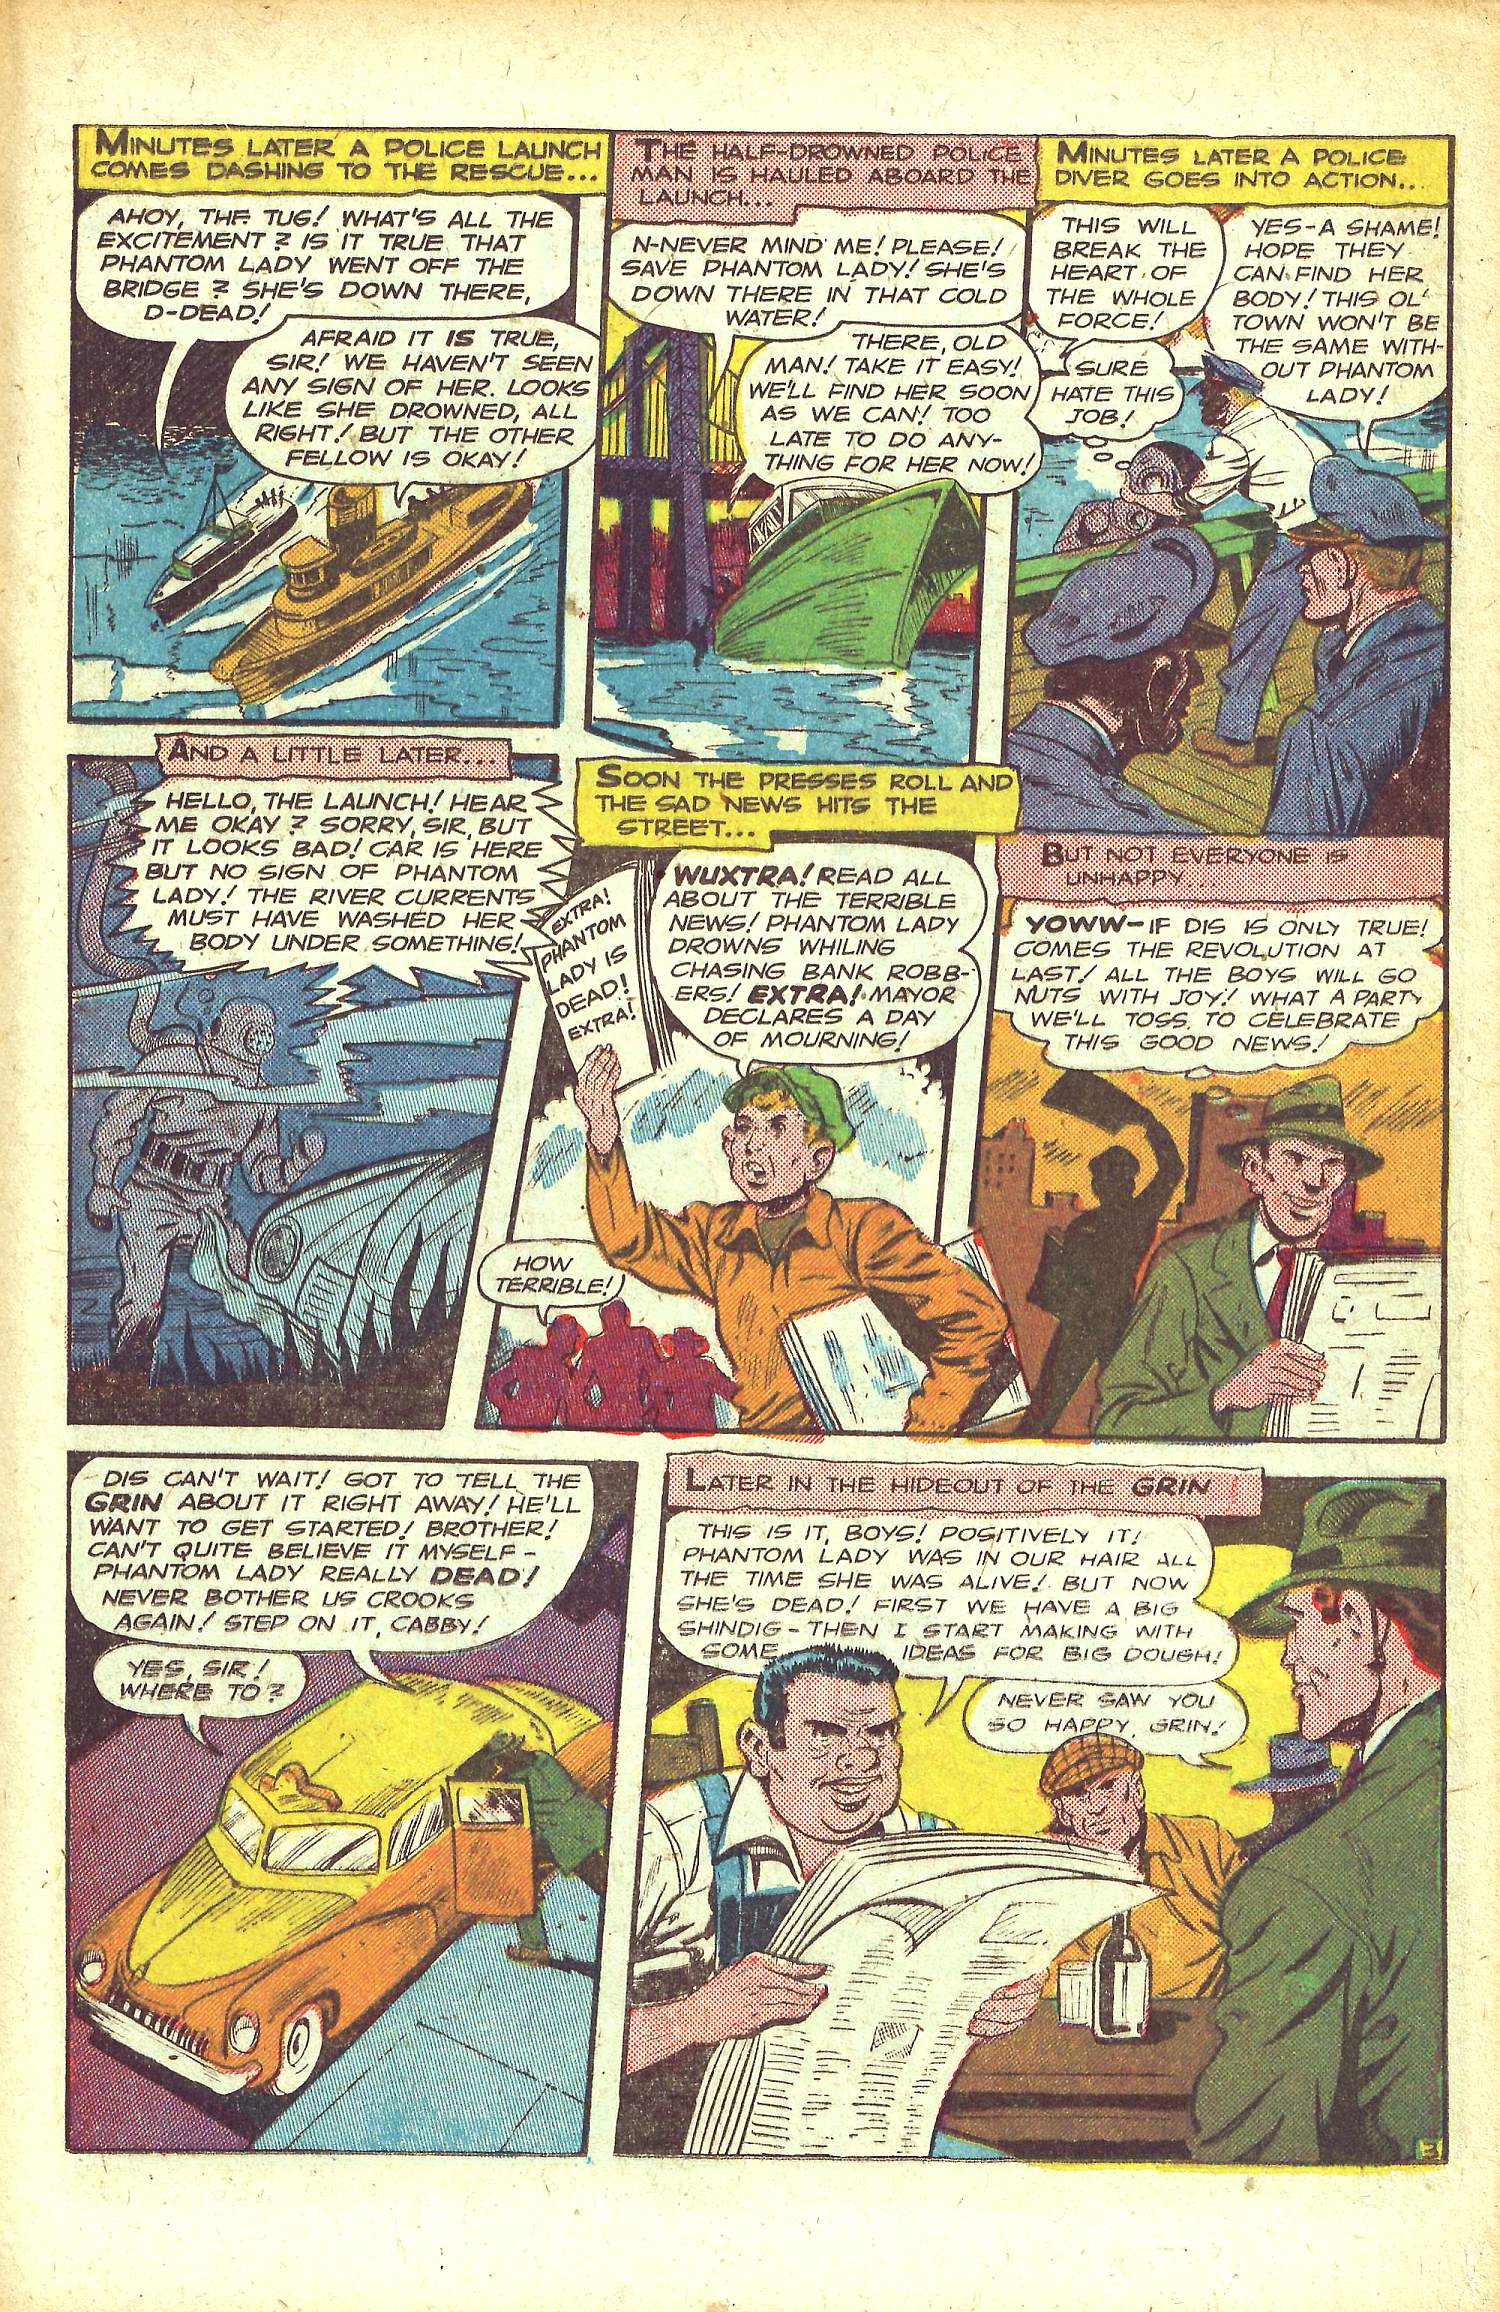 MINUTES LATER A POLICE LAUNCH
COMES DASHING TO THE RESCUE...
AHOY, THE TUG! WHAT'S ALL THE
EXCITEMENT? IS IT TRUE THAT
PHANTOM LADY WENT OFF THE
BRIDGE? SHE'S DOWN THERE,
D-DEAD!
AFRAID IT IS TRUE,
SIR! WE HAVEN'T SEEN
ANY SIGN OF HER. LOOKS
LIKE SHE DROWNED, ALL
RIGHT! BUT THE OTHER
FELLOW IS OKAY!
THE HALF-DROWNED POLICE
MAN IS HAULED ABOARD THE
LAUNCH...
N-NEVER MIND ME! PLEASE!
SAVE PHANTOM LADY! SHE'S
DOWN THERE IN THAT COLD
WATER!
THERE, OLD
MAN! TAKE IT EASY!
WE'LL FIND HER SOON
AS WE CAN! TOO
LATE TO DO ANY-
THING FOR HER NOW!
MINUTES LATER A POLICE
DIVER GOES INTO ACTION...
THIS WILL
BREAK THE
HEART OF
THE WHOLE
FORCE!
YES-A SHAME!
HOPE THEY
CAN FIND HER
BODY! THIS OL'
TOWN WON'T BE
THE SAME WITH-
OUT PHANTOM
LADY!
SURE
HATE THIS
JOB!
AND A LITTLE LATER...
HELLO, THE LAUNCH! HEAR
ME OKAY? SORRY, SIR, BUT
IT LOOKS BAD! CAR IS HERE
BUT NO SIGN OF PHANTOM
LADY! THE RIVER CURRENTS
MUST HAVE WASHED HER
BODY UNDER SOMETHING!
SOON THE PRESSES ROLL AND
THE SAD NEWS HITS THE
STREET...
EXTRA!
PHANTOM
LADY IS
DEAD!
EXTRA!
WUXTRA! READ ALL
ABOUT THE TERRIBLE
NEWS! PHANTOM LADY
DROWNS WHILING
CHASING BANK ROBB-
ERS! EXTRA! MAYOR
DECLARES A DAY
OF MOURNING!
HOW
TERRIBLE!
BUT NOT EVERYONE IS
UNHAPPY...
YOWW-IF DIS IS ONLY TRUE!
COMES THE REVOLUTION AT
LAST! ALL THE BOYS WILL GO
NUTS WITH JOY! WHAT A PARTY
WE'LL TOSS TO CELEBRATE
THIS GOOD NEWS!
DIS CAN'T WAIT! GOT TO TELL THE
GRIN ABOUT IT RIGHT AWAY! HE'LL
WANT TO GET STARTED! BROTHER!
CAN'T QUITE BELIEVE IT MYSELF-
PHANTOM LADY REALLY DEAD!
NEVER BOTHER US CROOKS
AGAIN! STEP ON IT, CABBY!
YES, SIR!
WHERE TO?
LATER IN THE HIDEOUT OF THE GRIN
THIS IS IT, BOYS! POSITIVELY IT!
PHANTOM LADY WAS IN OUR HAIR ALL
THE TIME SHE WAS ALIVE! BUT NOW
SHE'S DEAD! FIRST WE HAVE A BIG
SHINDIG-THEN I START MAKING WITH
SOME IDEAS FOR BIG DOUGH!
NEVER SAW YOU
SO HAPPY, GRIN!
3